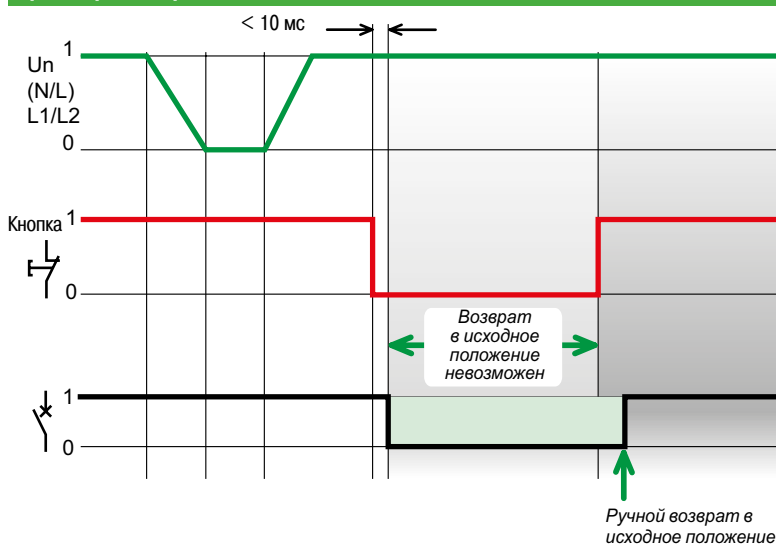 < 10 мс
1
Un
(N/L)
L1/L2
0
Кнопка 1
0
Возврат
в исходное
положение
невозможен
1
0
Ручной возврат в
исходное положение